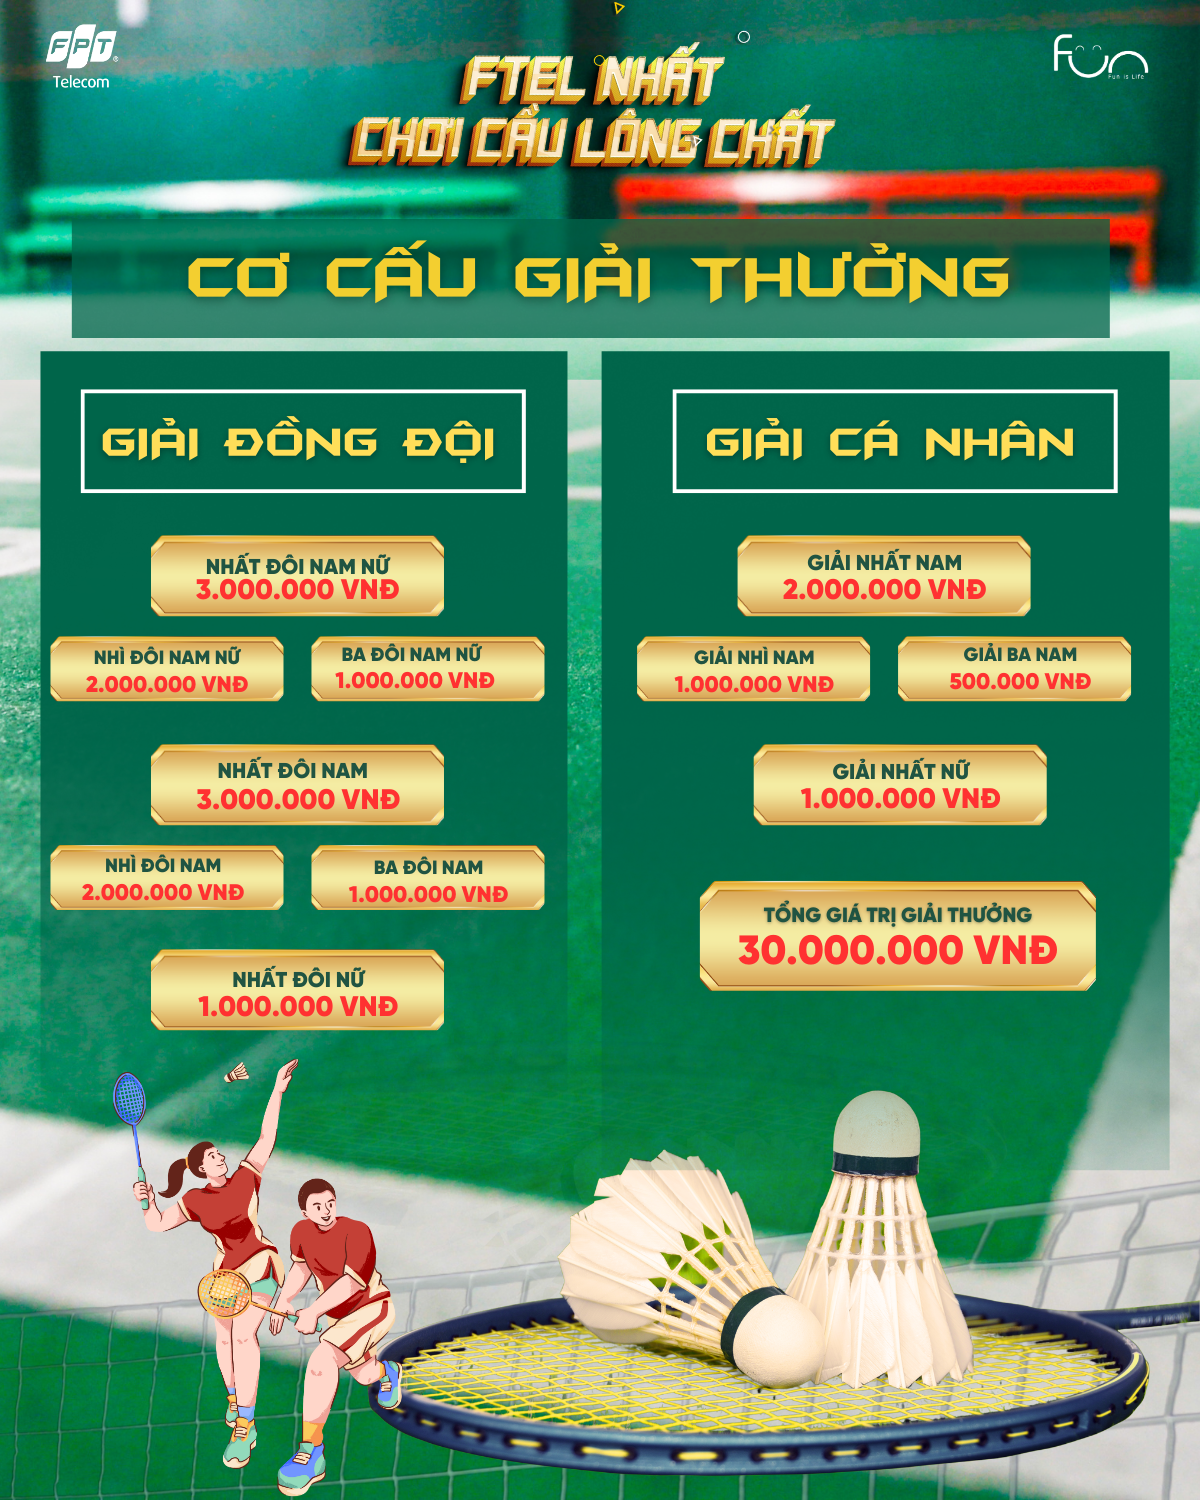 FPT
Telecom
Fun
Fun is Life
FTEL NHẤT
CHƠI CẦU LÔNG CHẤT
CƠ CẤU GIẢI THƯỞNG
GIẢI ĐỒNG ĐỘI
NHẤT ĐÔI NAM NỮ
3.000.000 VNĐ
NHÌ ĐÔI NAM NỮ
2.000.000 VNĐ
BA ĐÔI NAM NỮ
1.000.000 VNĐ
NHẤT ĐÔI NAM
3.000.000 VNĐ
NHÌ ĐÔI NAM
2.000.000 VNĐ
BA ĐÔI NAM
1.000.000 VNĐ
NHẤT ĐÔI NỮ
1.000.000 VNĐ
GIẢI CÁ NHÂN
GIẢI NHẤT NAM
2.000.000 VNĐ
GIẢI NHÌ NAM
1.000.000 VNĐ
GIẢI BA NAM
500.000 VNĐ
GIẢI NHẤT NỮ
1.000.000 VNĐ
TỔNG GIÁ TRỊ GIẢI THƯỞNG
30.000.000 VNĐ